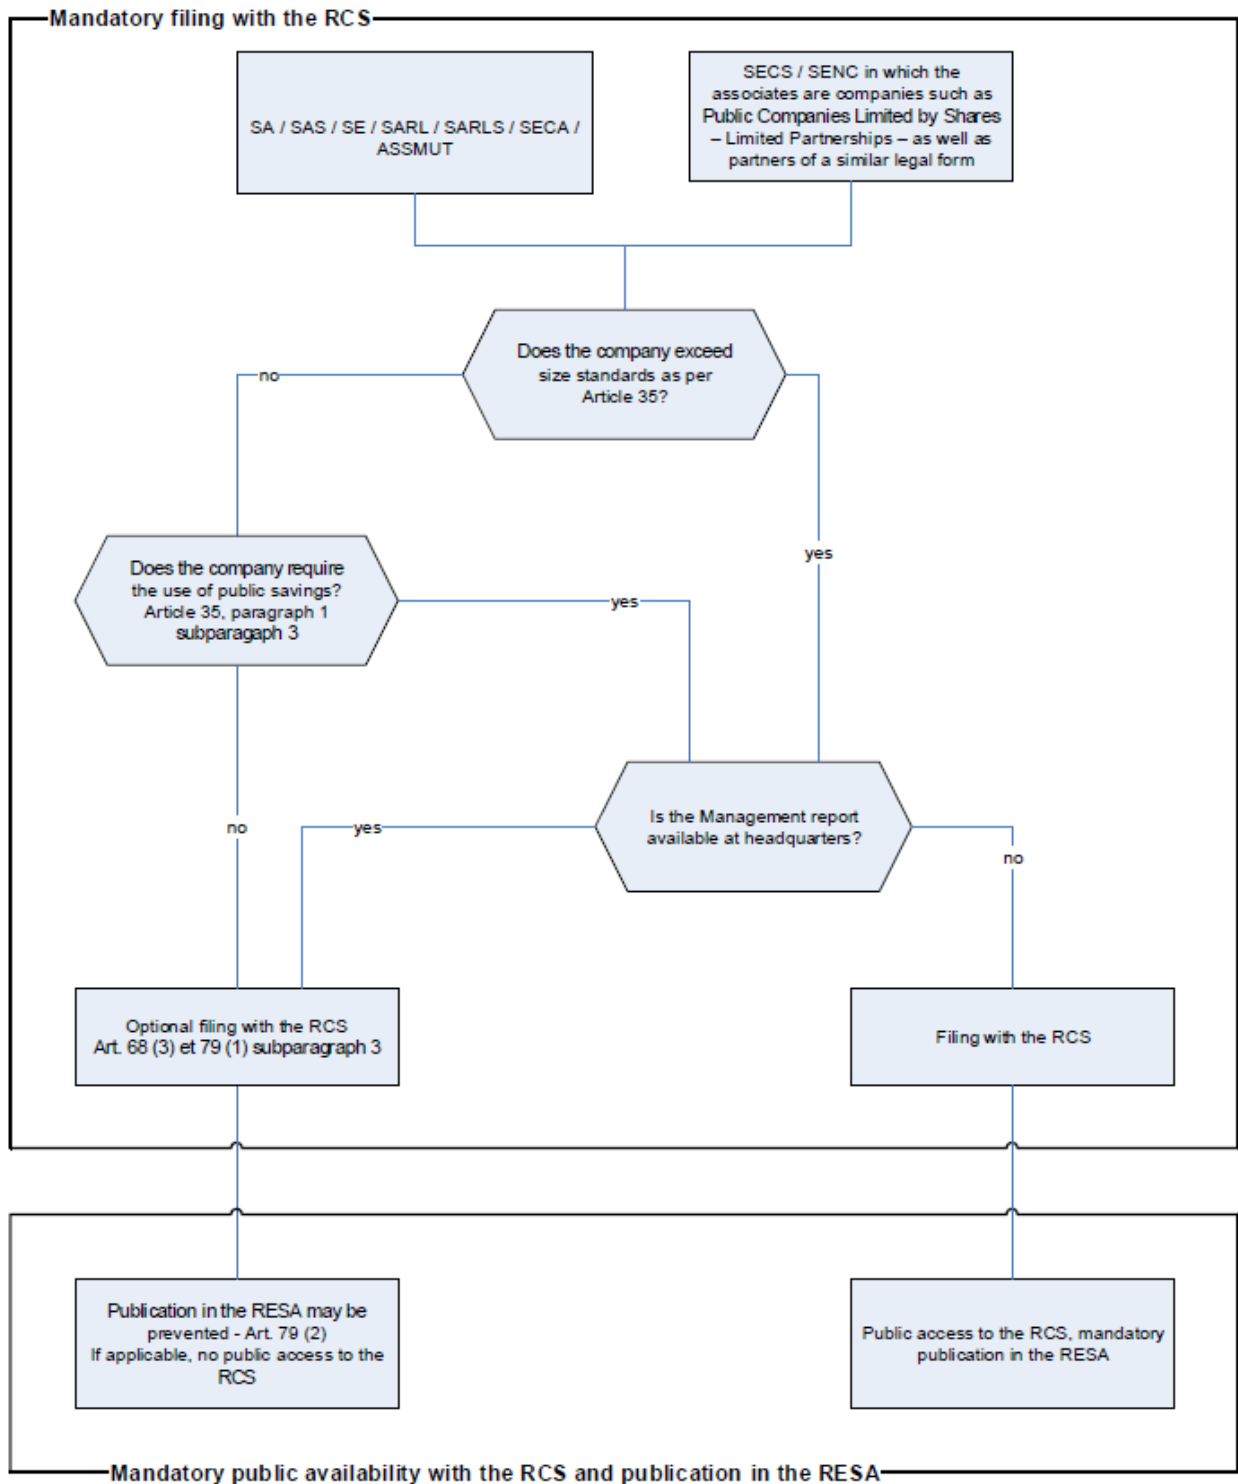 Mandatory filing with the RCS
SA / SAS / SE / SARL / SARLS / SECA /
ASSMUT
SECS / SENC in which the
associates are companies such as
Public Companies Limited by Shares
– Limited Partnerships – as well as
partners of a similar legal form
Does the company exceed
size standards as per
Article 35?
no
yes
Does the company require
the use of public savings?
Article 35, paragraph 1
subparagaph 3
yes
Is the Management report
available at headquarters?
no
yes
no
Optional filing with the RCS
Art. 68 (3) et 79 (1) subparagraph 3
Filing with the RCS
Publication in the RESA may be
prevented - Art. 79 (2)
If applicable, no public access to the
RCS
Public access to the RCS, mandatory
publication in the RESA
Mandatory public availability with the RCS and publication in the RESA